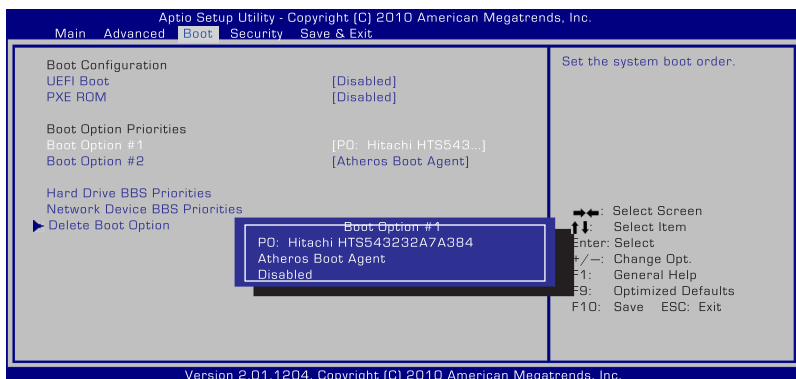 Aptio Setup Utility - Copyright (C) 2010 American Megatrends, Inc.
Main Advanced Boot Security Save & Exit
Boot Configuration
UEFI Boot [Disabled]
PXE ROM [Disabled]
Boot Option Priorities
Boot Option #1 [P0: Hitachi HTS543...]
Boot Option #2 [Atheros Boot Agent]
Hard Drive BBS Priorities
Network Device BBS Priorities
Delete Boot Option
Boot Option #1
P0: Hitachi HTS543232A7A384
Atheros Boot Agent
Disabled
Set the system boot order.
→←: Select Screen
↑↓: Select Item
Enter: Select
+/—: Change Opt.
F1: General Help
F9: Optimized Defaults
F10: Save ESC: Exit
Version 2.01.1204. Copyright (C) 2010 American Megatrends, Inc.